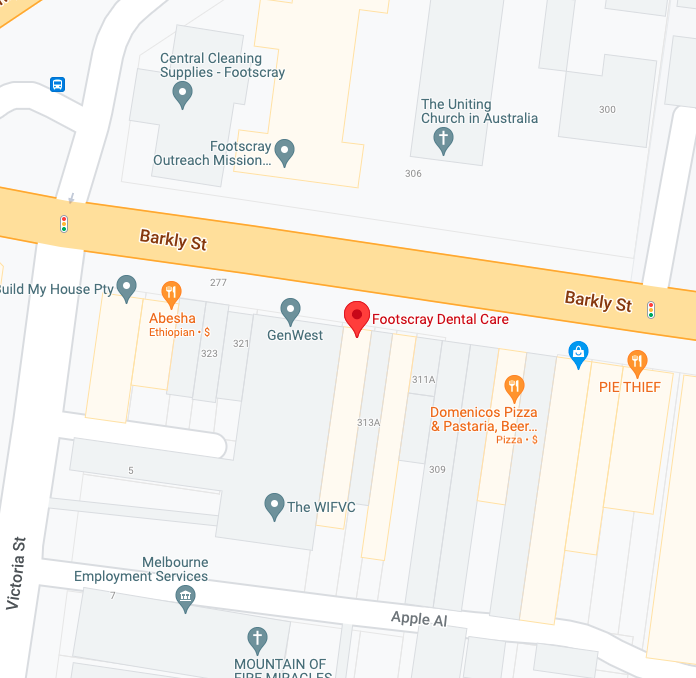 Central Cleaning
Supplies - Footscray
The Uniting
Church in Australia
300
Footscray
Outreach Mission...
306
Barkly St
277
Build My House Pty
Abesha
Ethiopian • $
323
321
GenWest
Footscray Dental Care
Barkly St
PIE THIEF
311A
313A
Domenicos Pizza
& Pastaria, Beer...
Pizza • $
309
5
The WIFVC
Victoria St
Melbourne
Employment Services
7
Apple Al
MOUNTAIN OF
FIRE MIRACLES